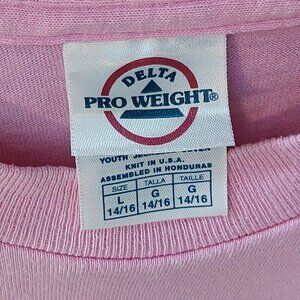 DELTA
PRO WEIGHT®
YOUTH
KNIT IN U.S.A.
ASSEMBLED IN HONDURAS
SIZE TALLA TAILLE
L G G
14/16 14/16 14/16